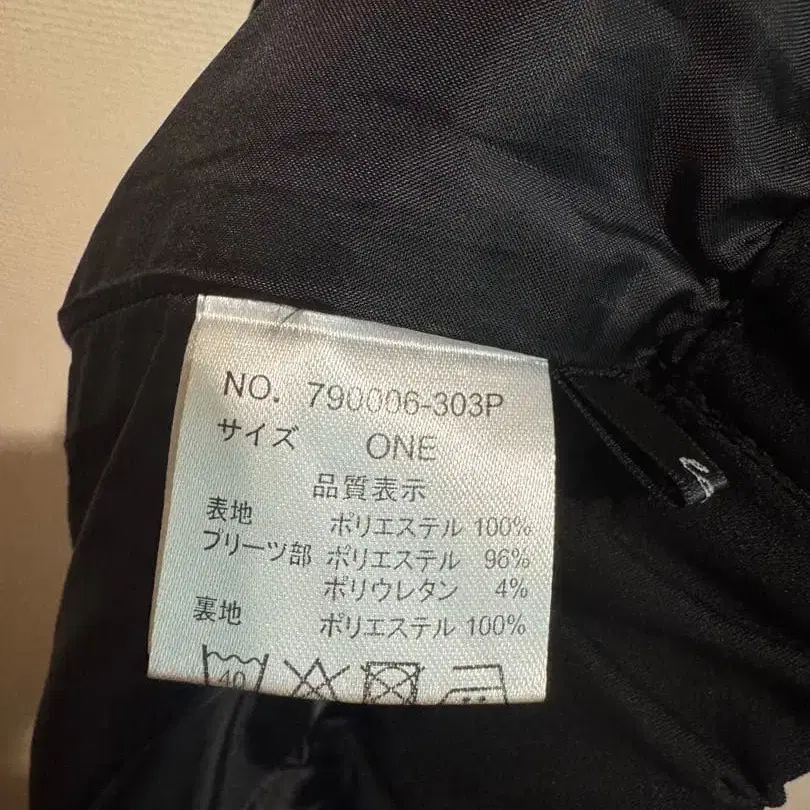 NO. 790006-303P
サイズ ONE
品質表示
表地 ポリエステル 100%
プリーツ部 ポリエステル 96%
ポリウレタン 4%
裏地 ポリエステル 100%
40